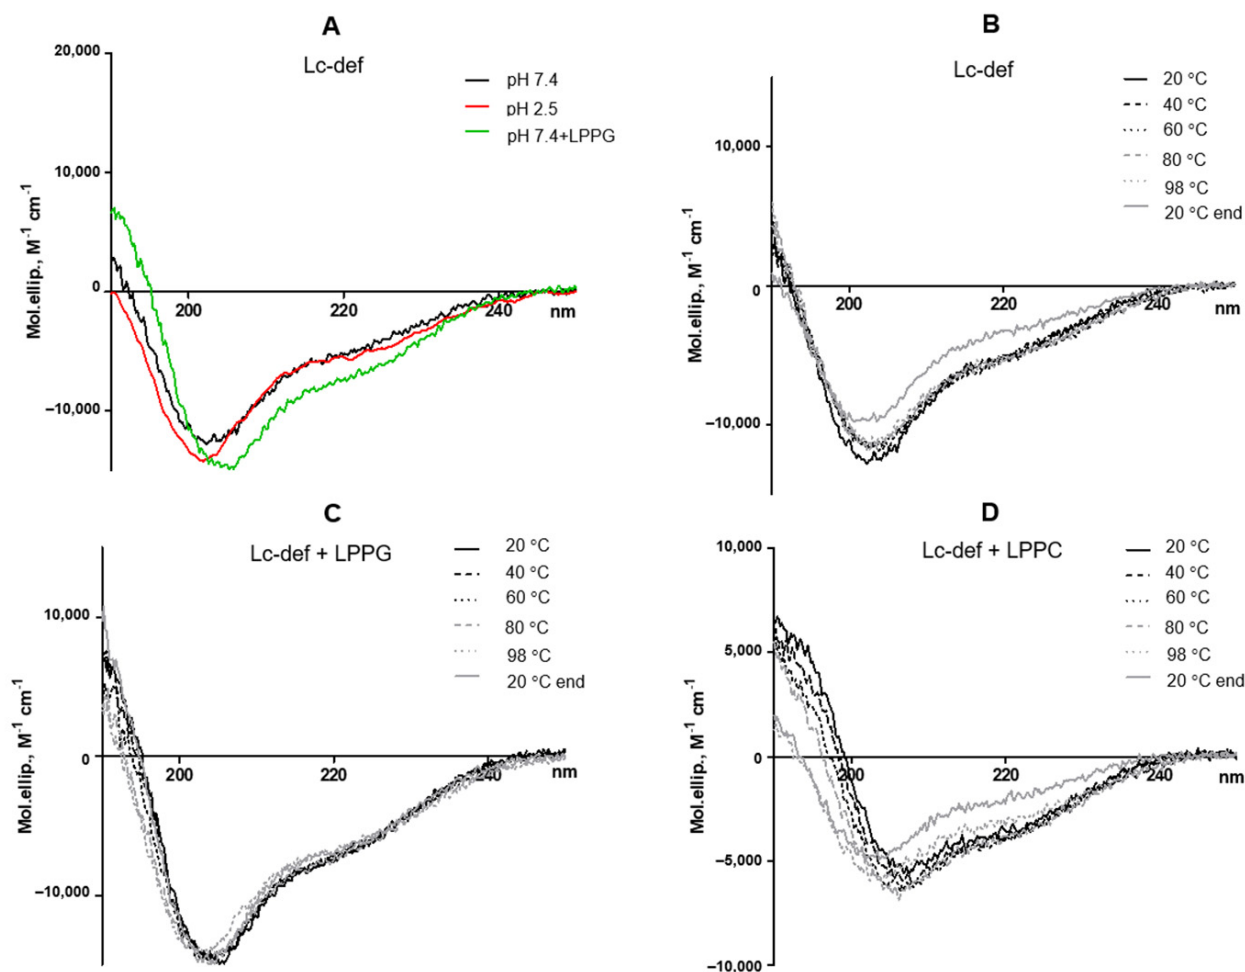 A
Lc-def
20,000
10,000
0
−10,000
Mol.ellip., M⁻¹ cm⁻¹
200
220
240
nm
pH 7.4
pH 2.5
pH 7.4+LPPG
B
Lc-def
10,000
0
−10,000
Mol.ellip., M⁻¹ cm⁻¹
200
220
240
nm
20 °C
40 °C
60 °C
80 °C
98 °C
20 °C end
C
Lc-def + LPPG
10,000
0
−10,000
Mol.ellip., M⁻¹ cm⁻¹
200
220
240
nm
20 °C
40 °C
60 °C
80 °C
98 °C
20 °C end
D
Lc-def + LPPC
10,000
5,000
0
−5,000
−10,000
Mol.ellip., M⁻¹ cm⁻¹
200
220
240
nm
20 °C
40 °C
60 °C
80 °C
98 °C
20 °C end